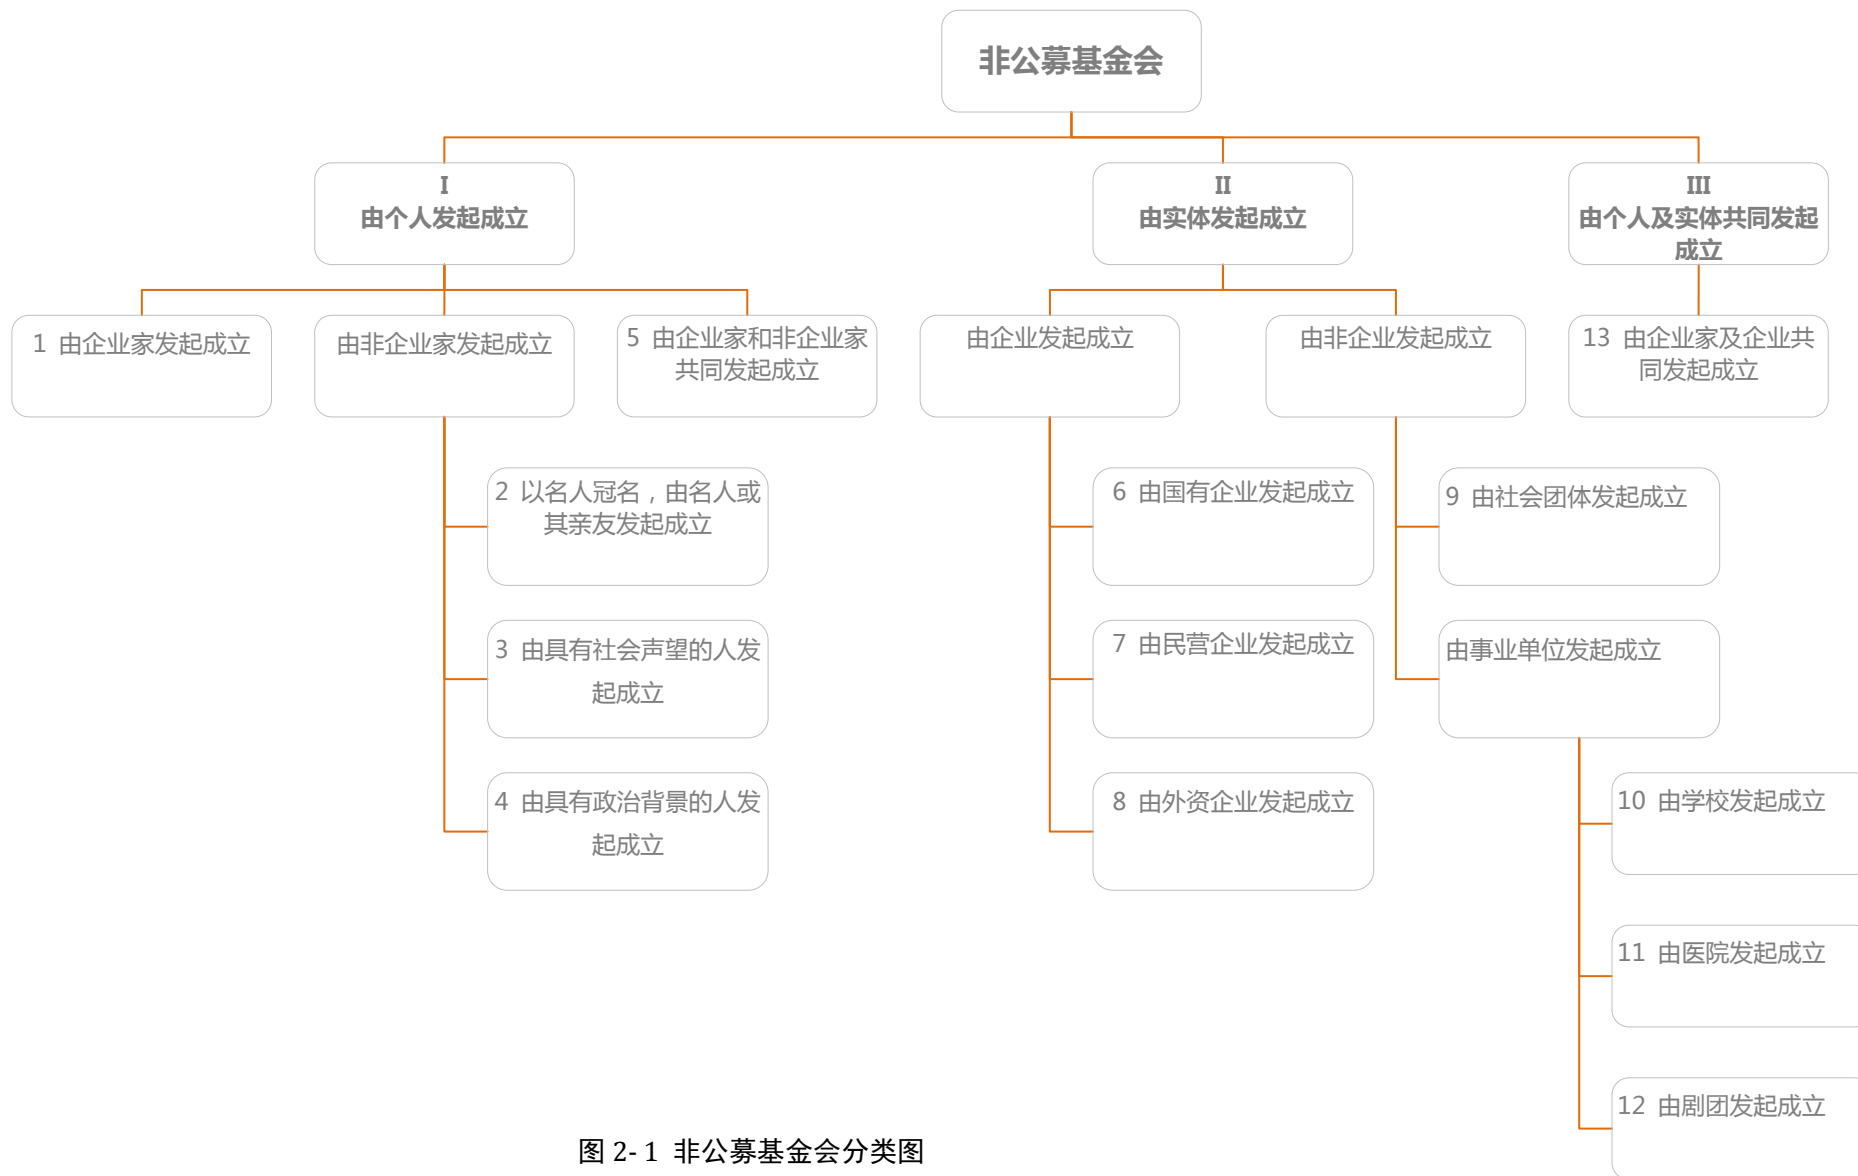 非公募基金会
I
由个人发起成立
II
由实体发起成立
III
由个人及实体共同发起
成立
1 由企业家发起成立
由非企业家发起成立
5 由企业家和非企业家
共同发起成立
由企业发起成立
由非企业发起成立
13 由企业家及企业共
同发起成立
2 以名人冠名，由名人或
其亲友发起成立
6 由国有企业发起成立
9 由社会团体发起成立
3 由具有社会声望的人发
起成立
7 由民营企业发起成立
由事业单位发起成立
4 由具有政治背景的人发
起成立
8 由外资企业发起成立
10 由学校发起成立
11 由医院发起成立
12 由剧团发起成立
图 2- 1 非公募基金会分类图